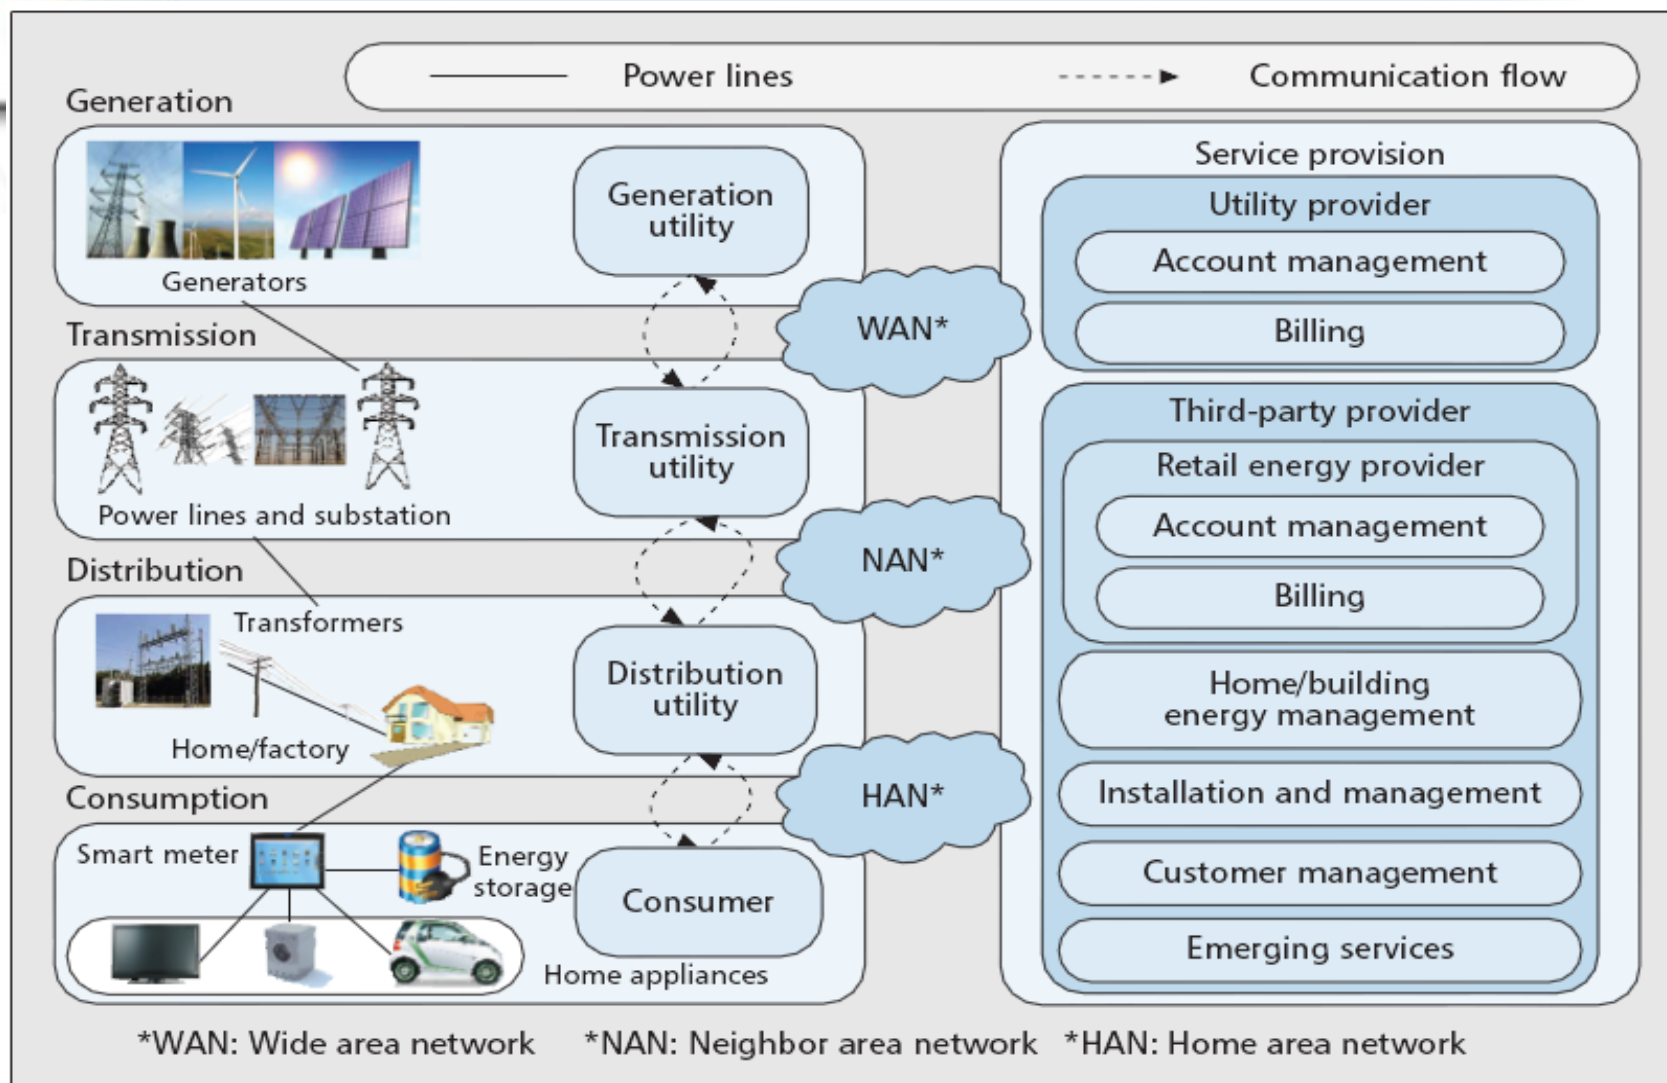 Power lines
Communication flow
Generation
Generators
Generation
utility
Transmission
Power lines and substation
Transmission
utility
Distribution
Transformers
Home/factory
Distribution
utility
Consumption
Smart meter
Energy
storage
Home appliances
Consumer
WAN*
NAN*
HAN*
Service provision
Utility provider
Account management
Billing
Third-party provider
Retail energy provider
Account management
Billing
Home/building
energy management
Installation and management
Customer management
Emerging services
*WAN: Wide area network *NAN: Neighbor area network *HAN: Home area network